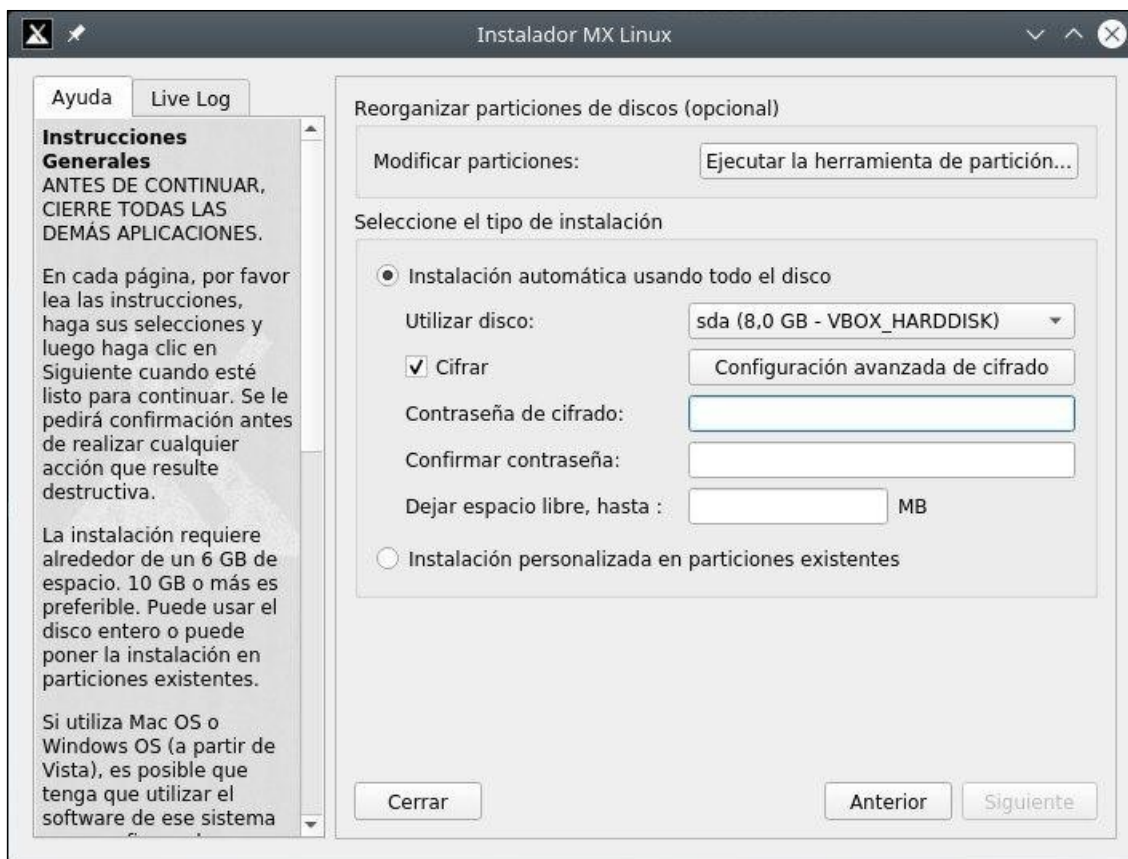 Instalador MX Linux
Ayuda
Live Log
Instrucciones
Generales
ANTES DE CONTINUAR,
CIERRE TODAS LAS
DEMÁS APLICACIONES.
En cada página, por favor
lea las instrucciones,
haga sus selecciones y
luego haga clic en
Siguiente cuando esté
listo para continuar. Se le
pedirá confirmación antes
de realizar cualquier
acción que resulte
destructiva.
La instalación requiere
alrededor de un 6 GB de
espacio. 10 GB o más es
preferible. Puede usar el
disco entero o puede
poner la instalación en
particiones existentes.
Si utiliza Mac OS o
Windows OS (a partir de
Vista), es posible que
tenga que utilizar el
software de ese sistema
Reorganizar particiones de discos (opcional)
Modificar particiones: Ejecutar la herramienta de partición...
Seleccione el tipo de instalación
Instalación automática usando todo el disco
Utilizar disco: sda (8,0 GB - VBOX_HARDDISK)
Cifrar Configuración avanzada de cifrado
Contraseña de cifrado:
Confirmar contraseña:
Dejar espacio libre, hasta : MB
Instalación personalizada en particiones existentes
Cerrar Anterior Siguiente